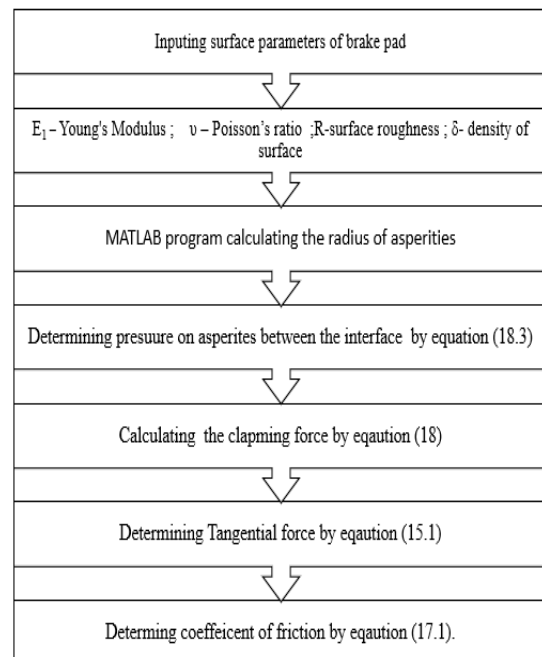 Inputing surface parameters of brake pad
E₁ – Young's Modulus ; υ – Poisson's ratio ;R-surface roughness ; δ- density of
surface
MATLAB program calculating the radius of asperities
Determining presuure on asperites between the interface by equation (18.3)
Calculating the clapming force by eqaution (18)
Determining Tangential force by eqaution (15.1)
Determing coeffeicent of friction by eqaution (17.1).